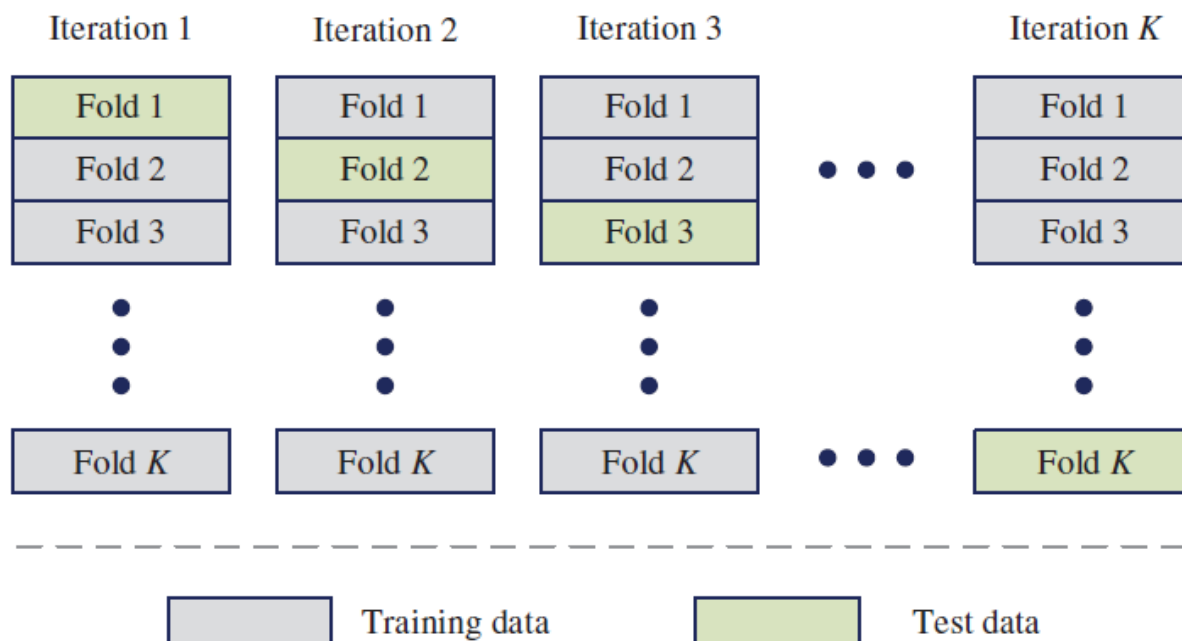 Iteration 1
Iteration 2
Iteration 3
Iteration K
Fold 1
Fold 1
Fold 1
Fold 1
Fold 2
Fold 2
Fold 2
Fold 2
Fold 3
Fold 3
Fold 3
Fold 3
Fold K
Fold K
Fold K
Fold K
Training data
Test data